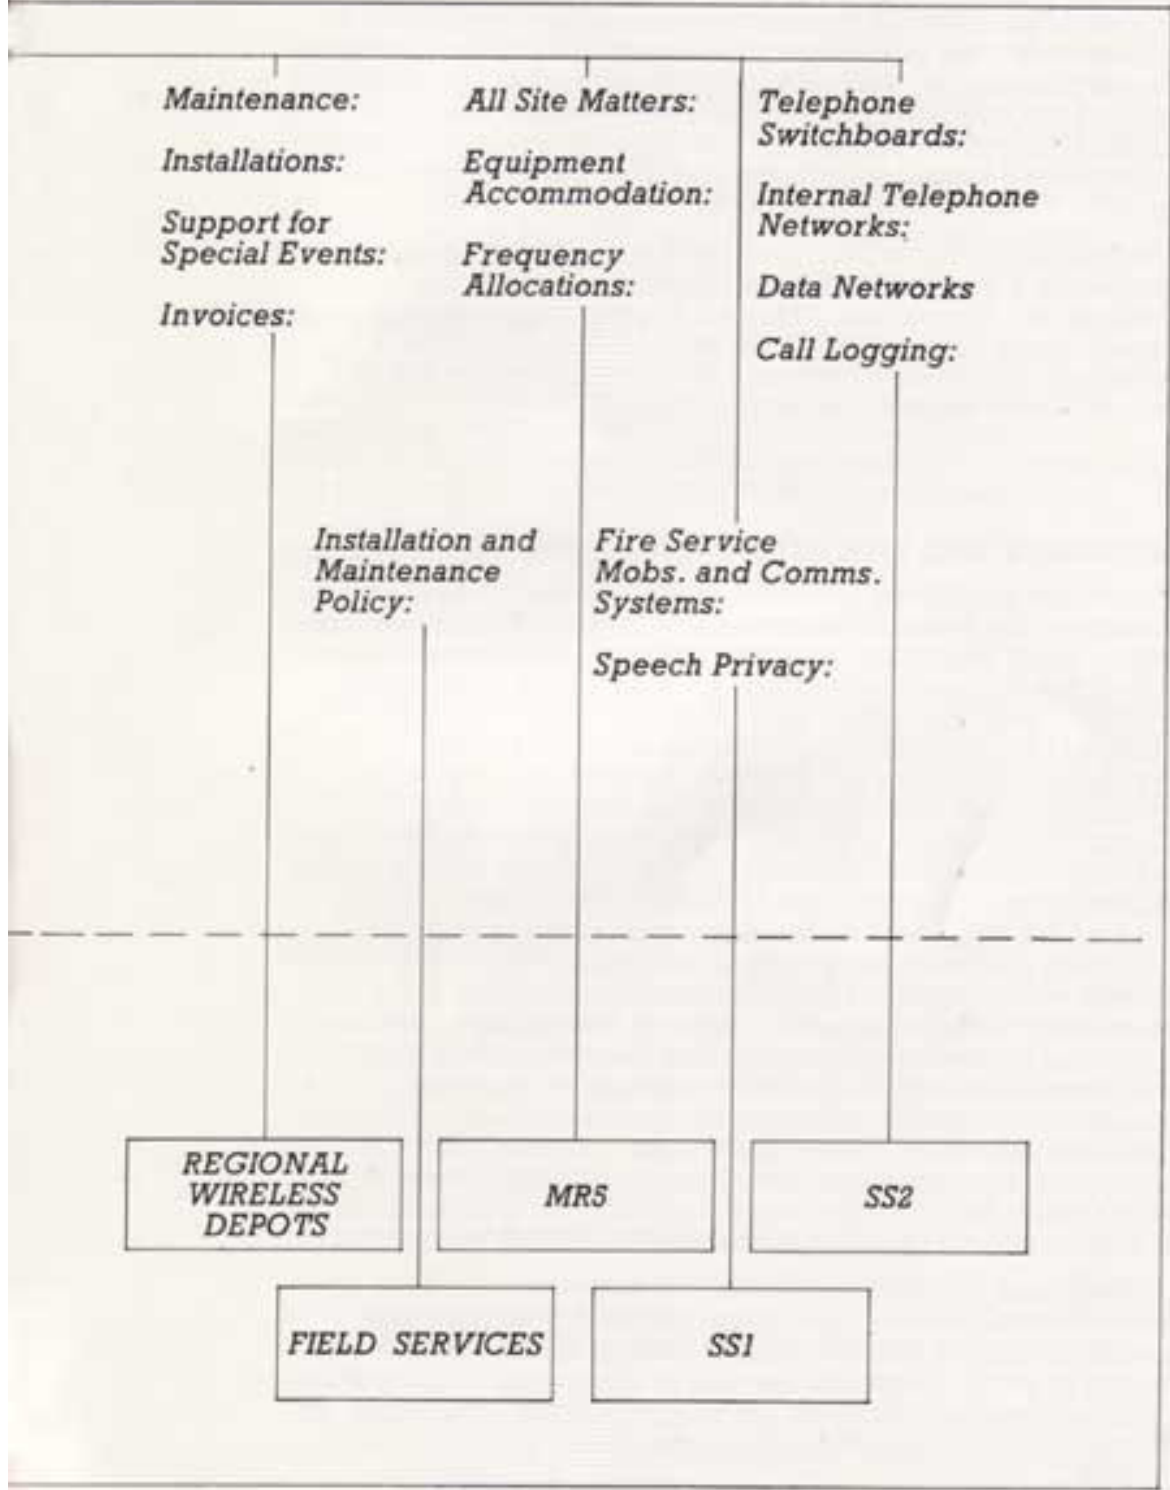 Maintenance:
Installations:
Support for
Special Events:
Invoices:
All Site Matters:
Equipment
Accommodation:
Frequency
Allocations:
Telephone
Switchboards:
Internal Telephone
Networks:
Data Networks
Call Logging:
Installation and
Maintenance
Policy:
Fire Service
Mobs. and Comms.
Systems:
Speech Privacy:
REGIONAL
WIRELESS
DEPOTS
MR5
SS2
FIELD SERVICES
SS1